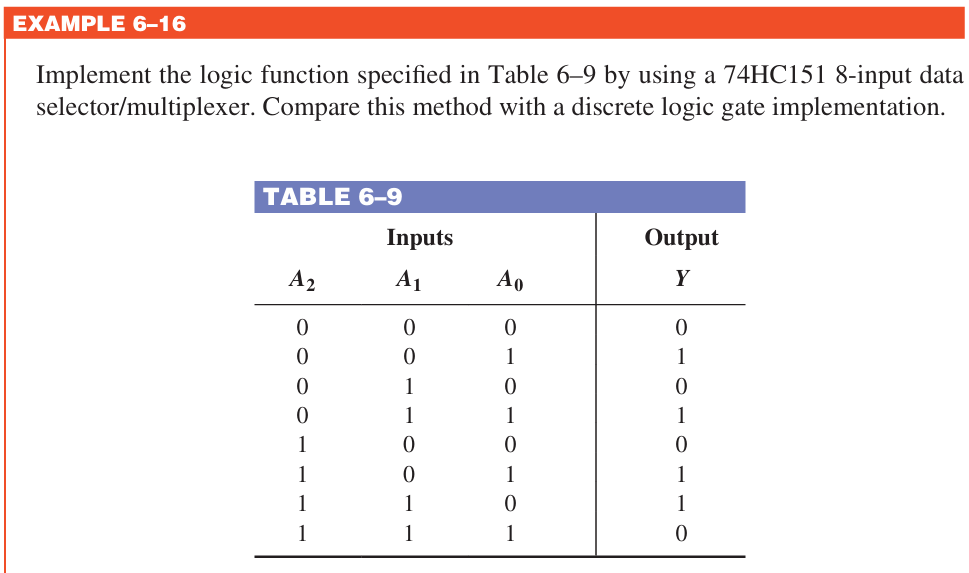 EXAMPLE 6–16
Implement the logic function specified in Table 6–9 by using a 74HC151 8-input data
selector/multiplexer. Compare this method with a discrete logic gate implementation.
TABLE 6–9
Inputs Output
A₂ A₁ A₀ Y
0 0 0 0
0 0 1 1
0 1 0 0
0 1 1 1
1 0 0 0
1 0 1 1
1 1 0 1
1 1 1 0